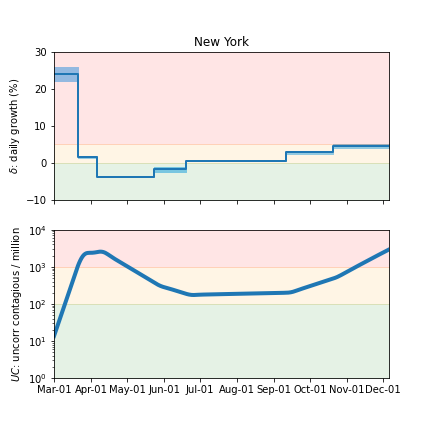 New York
δ: daily growth (%)
30
20
10
0
−10
UC: uncorr contagious / million
10⁴
10³
10²
10¹
10⁰
Mar-01 Apr-01 May-01 Jun-01 Jul-01 Aug-01 Sep-01 Oct-01 Nov-01 Dec-01